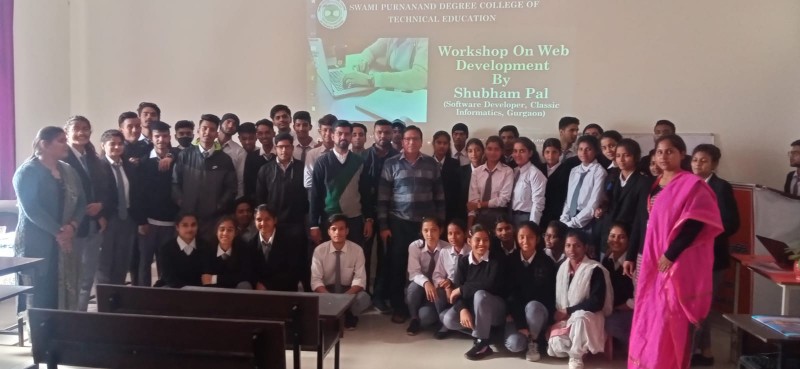 SWAMI PURNANAND DEGREE COLLEGE OF
TECHNICAL EDUCATION
Workshop On Web
Development
By
Shubham Pal
(Software Developer, Classic
Informatics, Gurgaon)